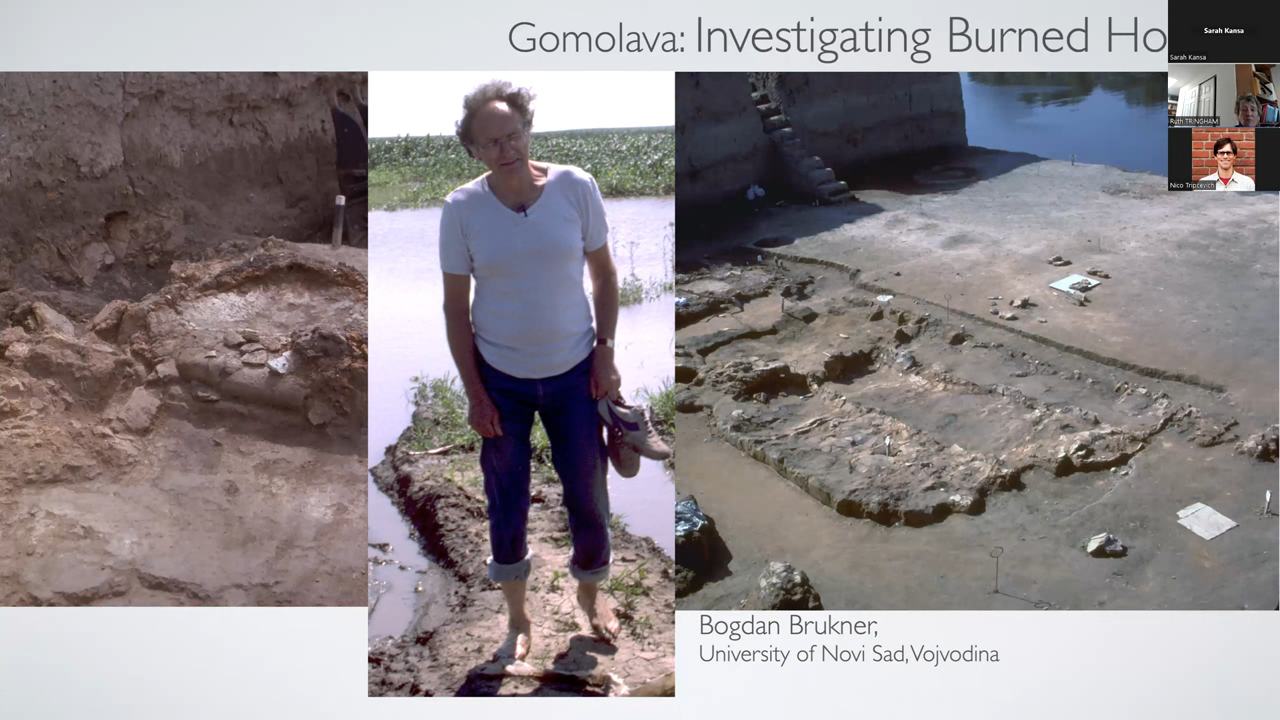 Gomolava: Investigating Burned Ho
Sarah Kansa
Sarah Kansa
Ruth TRINGHAM
Nico Tripcevich
Bogdan Brukner,
University of Novi Sad, Vojvodina